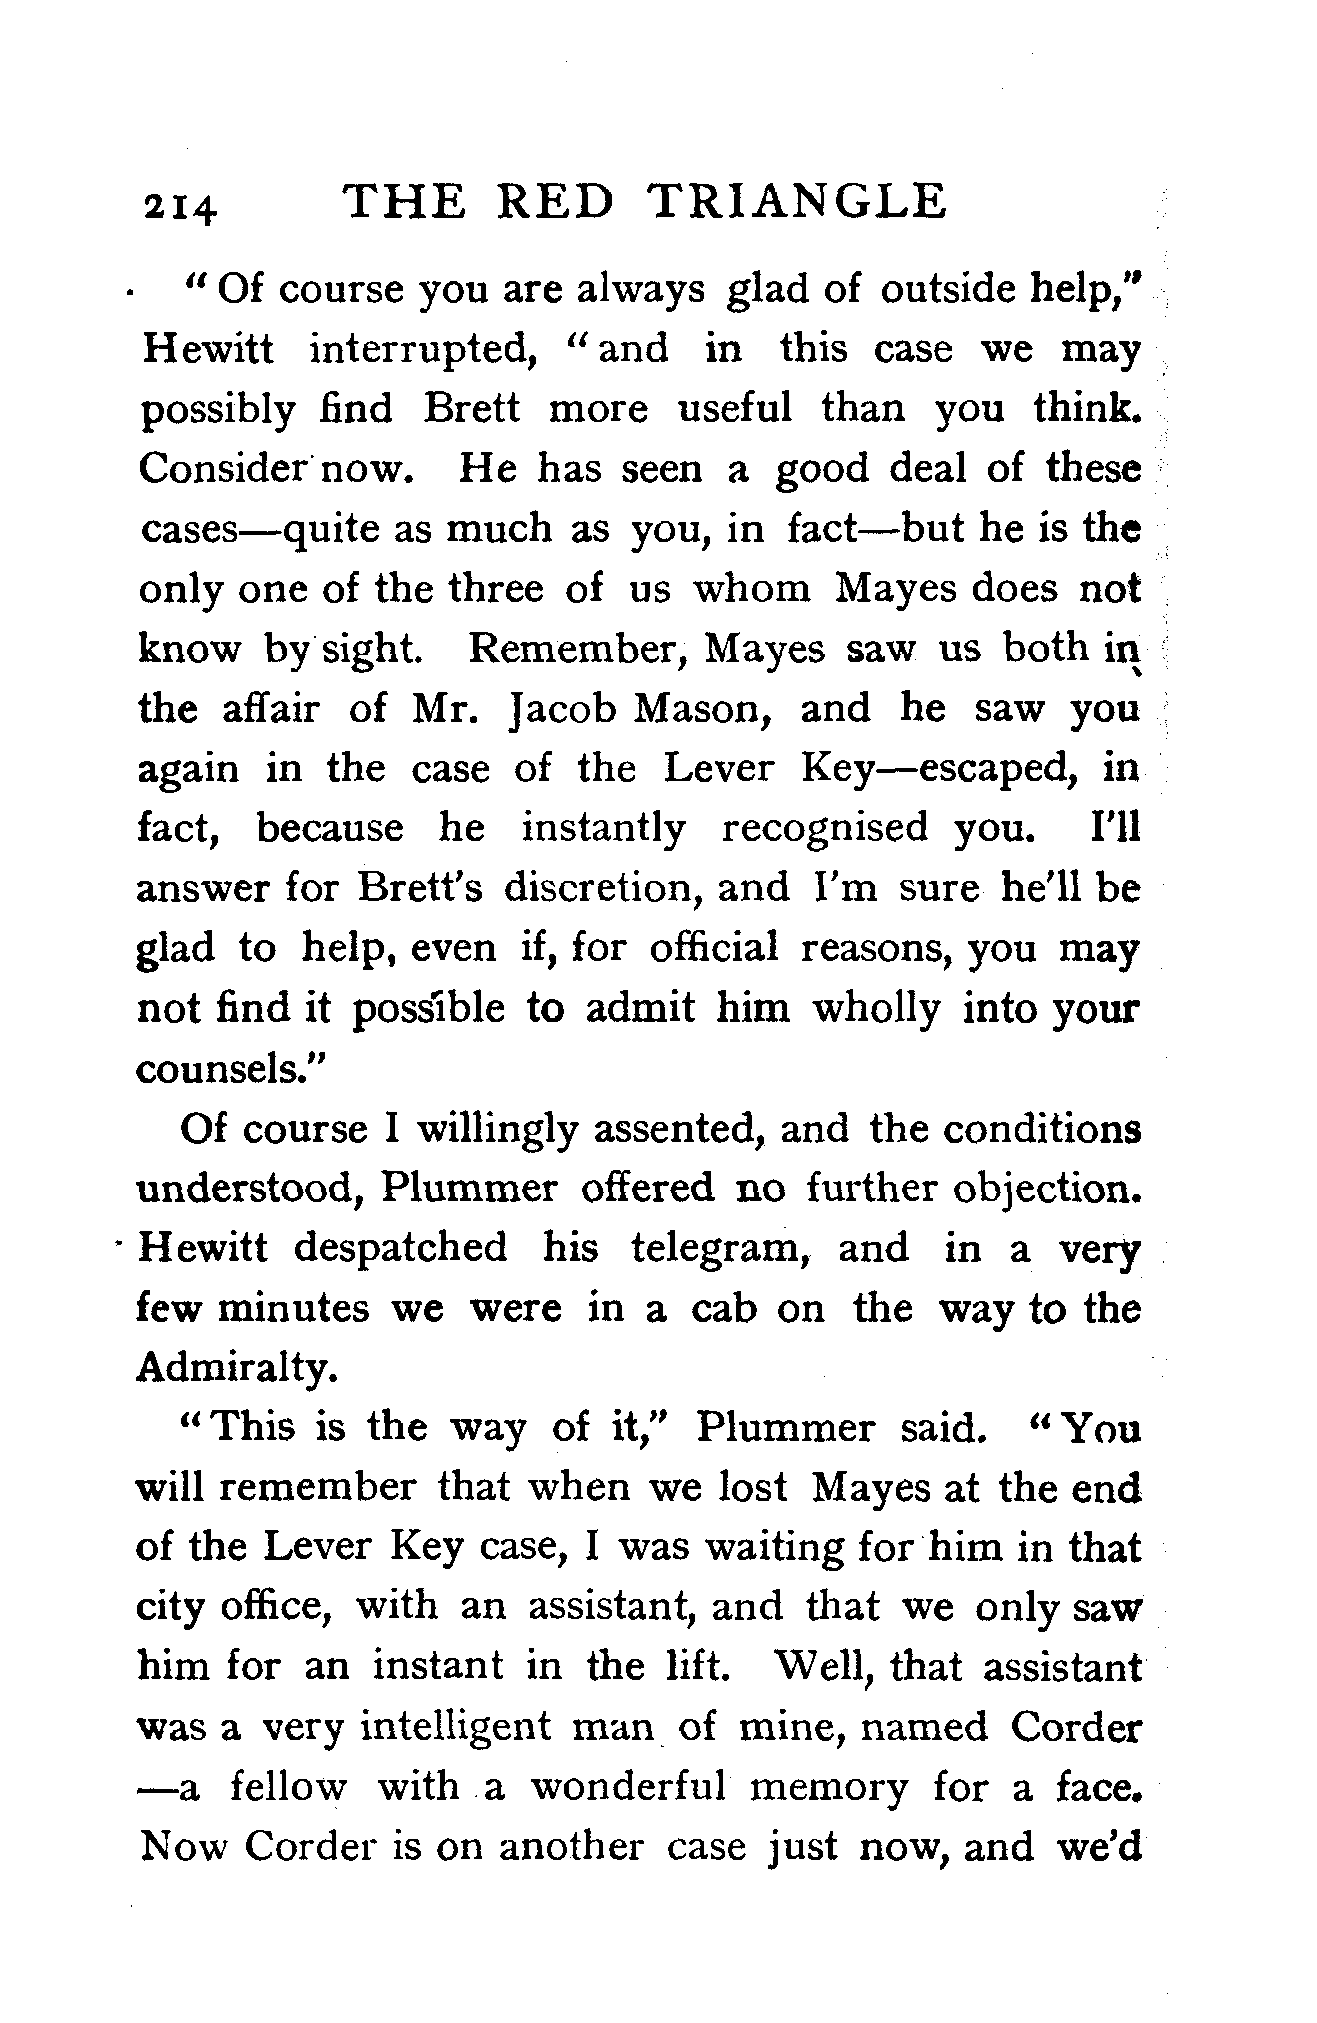 214 THE RED TRIANGLE
“Of course you are always glad of outside help,”
Hewitt interrupted, “and in this case we may
possibly find Brett more useful than you think.
Consider now. He has seen a good deal of these
cases—quite as much as you, in fact—but he is the
only one of the three of us whom Mayes does not
know by sight. Remember, Mayes saw us both in
the affair of Mr. Jacob Mason, and he saw you
again in the case of the Lever Key—escaped, in
fact, because he instantly recognised you. I’ll
answer for Brett’s discretion, and I’m sure he’ll be
glad to help, even if, for official reasons, you may
not find it possible to admit him wholly into your
counsels.”
Of course I willingly assented, and the conditions
understood, Plummer offered no further objection.
Hewitt despatched his telegram, and in a very
few minutes we were in a cab on the way to the
Admiralty.
“This is the way of it,” Plummer said. “You
will remember that when we lost Mayes at the end
of the Lever Key case, I was waiting for him in that
city office, with an assistant, and that we only saw
him for an instant in the lift. Well, that assistant
was a very intelligent man of mine, named Corder
—a fellow with a wonderful memory for a face.
Now Corder is on another case just now, and we’d